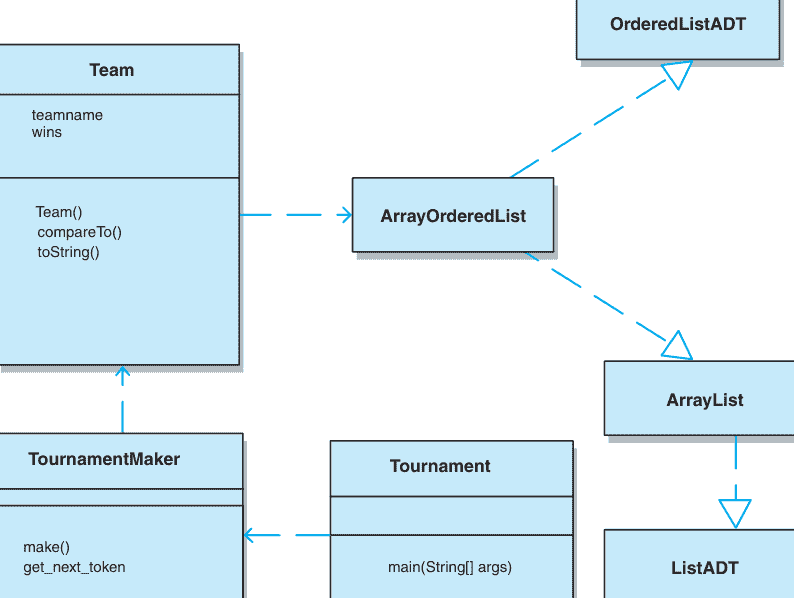 OrderedListADT
Team
teamname
wins
Team()
compareTo()
toString()
ArrayOrderedList
ArrayList
TournamentMaker
make()
get_next_token
Tournament
main(String[] args)
ListADT